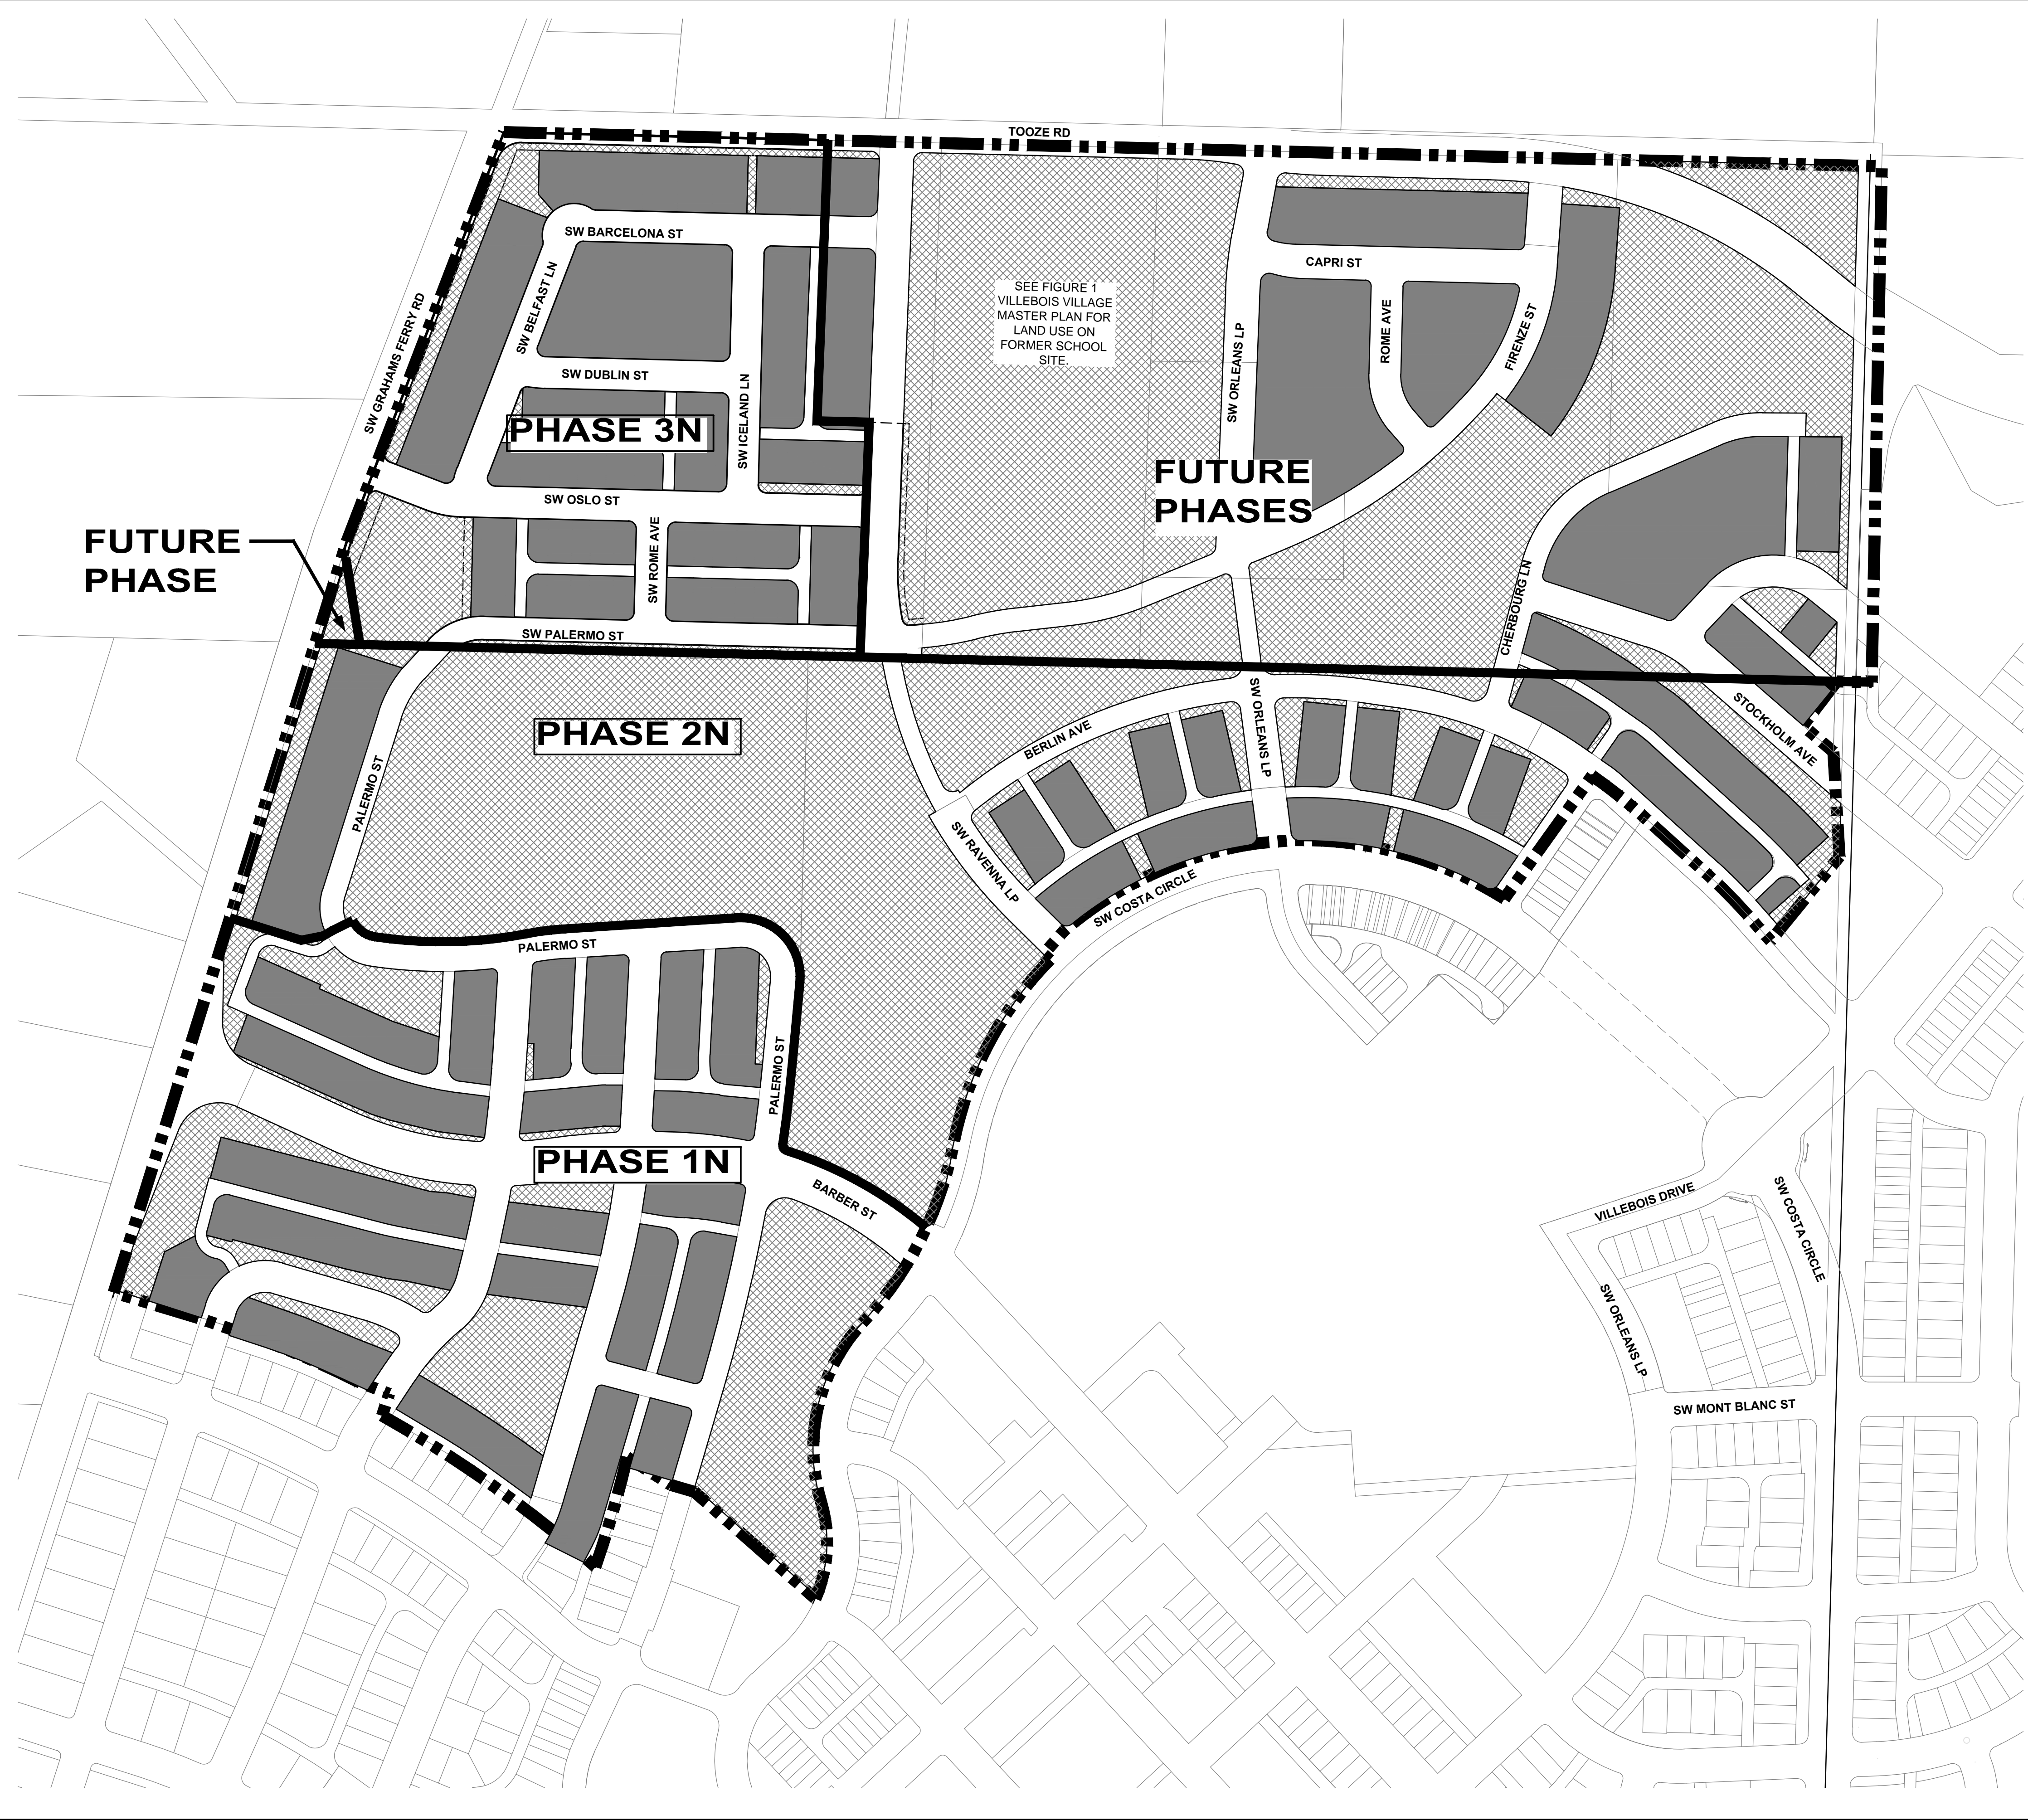 TOOZE RD
SW BARCELONA ST
SW BELFAST LN
SW GRAHAMS FERRY RD
SW DUBLIN ST
SW ICELAND LN
PHASE 3N
SW OSLO ST
SW ROME AVE
SW PALERMO ST
SEE FIGURE 1
VILLEBOIS VILLAGE
MASTER PLAN FOR
LAND USE ON
FORMER SCHOOL
SITE.
CAPRI ST
SW ORLEANS LP
ROME AVE
FIRENZE ST
FUTURE
PHASES
FUTURE
PHASE
CHERBOURG LN
STOCKHOLM AVE
PHASE 2N
PALERMO ST
BERLIN AVE
SW ORLEANS LP
SW RAVENNA LP
SW COSTA CIRCLE
PALERMO ST
PALERMO ST
PHASE 1N
BARBER ST
VILLEBOIS DRIVE
SW COSTA CIRCLE
SW ORLEANS LP
SW MONT BLANC ST